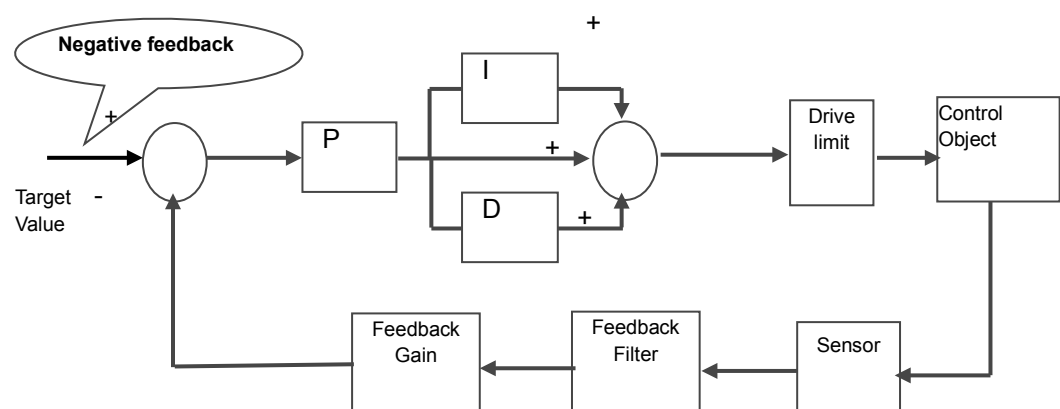 +
Negative feedback
I
+
P
Drive
limit
Control
Object
+
Target
Value
-
D
+
Feedback
Gain
Feedback
Filter
Sensor